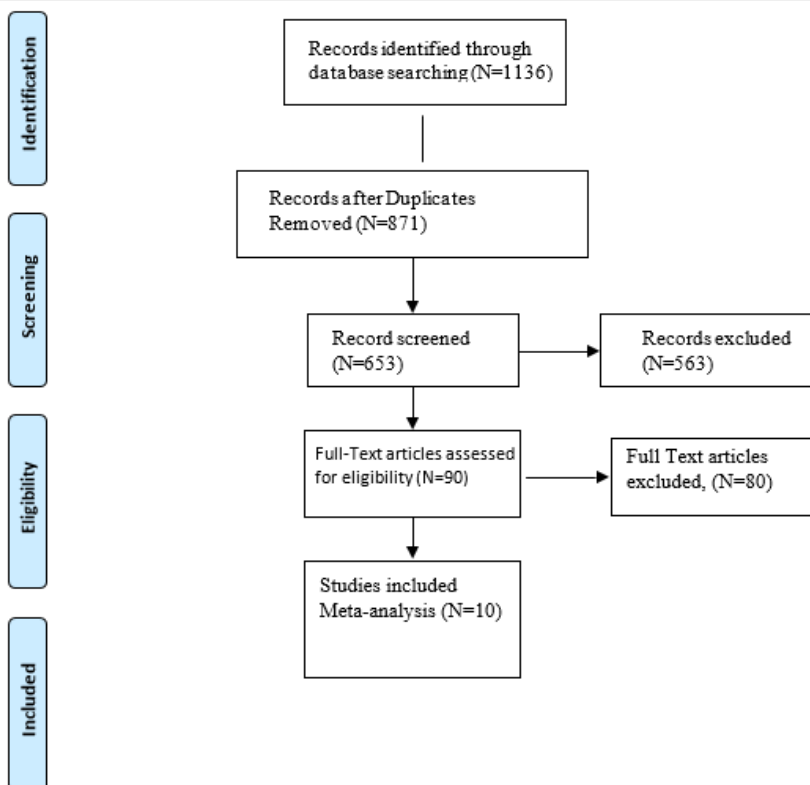 Identification
Records identified through
database searching (N=1136)
Records after Duplicates
Removed (N=871)
Screening
Record screened
(N=653)
Records excluded
(N=563)
Eligibility
Full-Text articles assessed
for eligibility (N=90)
Full Text articles
excluded, (N=80)
Included
Studies included
Meta-analysis (N=10)